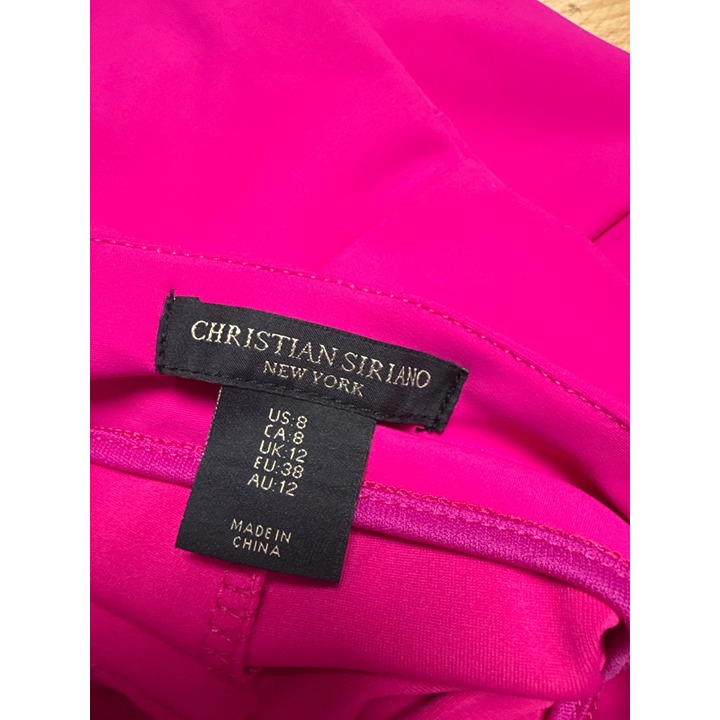 CHRISTIAN SIRIANO
NEW YORK
US:8
CA:8
UK:12
EU:38
AU:12
MADE IN
CHINA